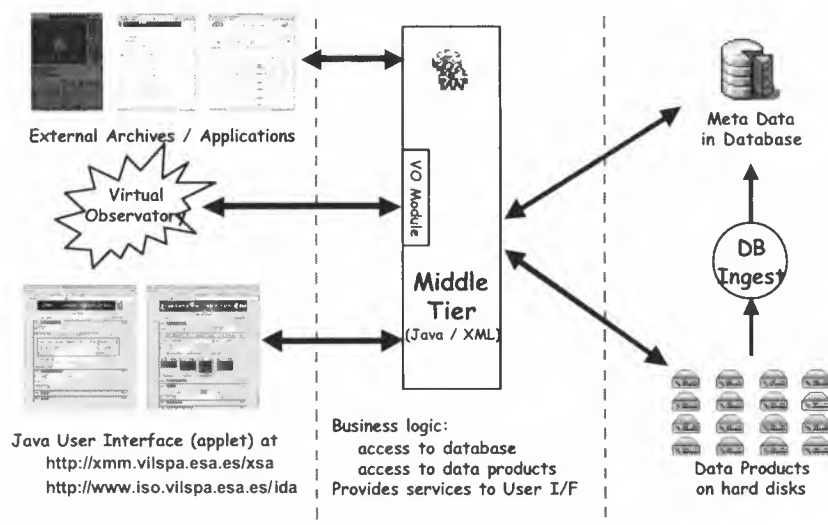 External Archives / Applications
Virtual
Observatory
Java User Interface (applet) at
http://xmm.vilspa.esa.es/xsa
http://www.iso.vilspa.esa.es/ida
VO Module
Middle
Tier
(Java / XML)
Business logic:
access to database
access to data products
Provides services to User I/F
Meta Data
in Database
DB
Ingest
Data Products
on hard disks